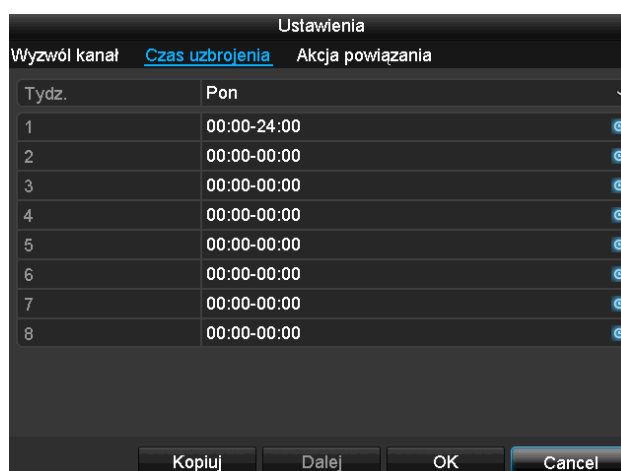 Ustawienia
Wyzwól kanał Czas uzbrojenia Akcja powiązania
Tydz. Pon
1 00:00-24:00
2 00:00-00:00
3 00:00-00:00
4 00:00-00:00
5 00:00-00:00
6 00:00-00:00
7 00:00-00:00
8 00:00-00:00
Kopiuj Dalej OK Cancel